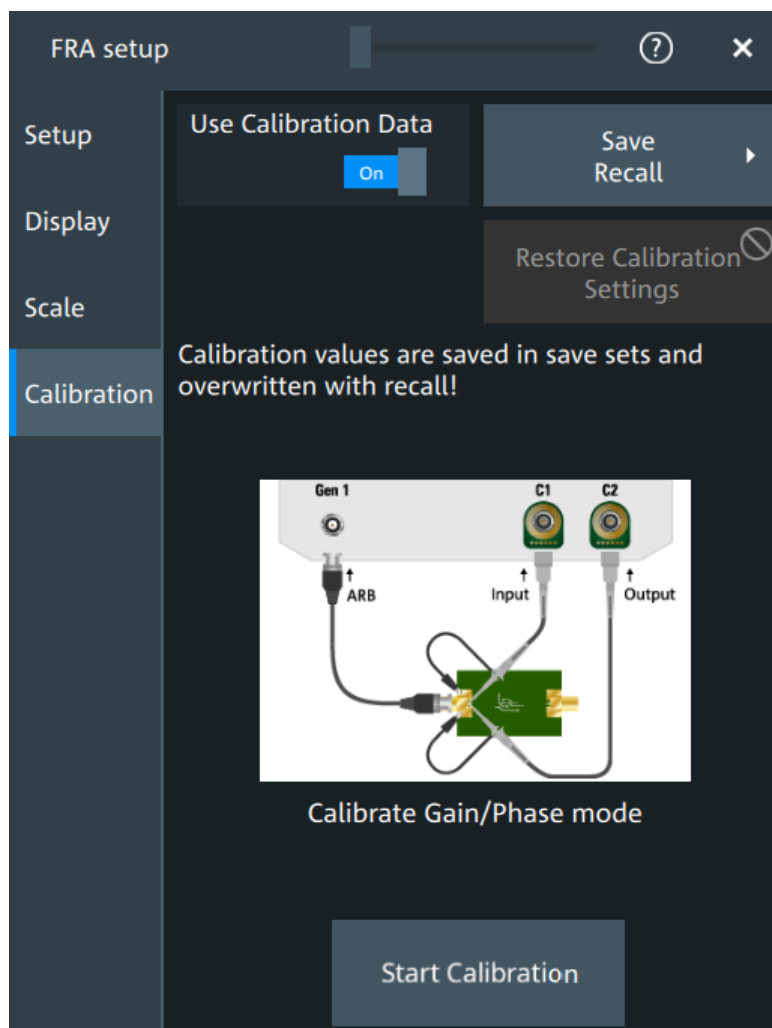 FRA setup
?
Setup
Display
Scale
Calibration
Use Calibration Data
On
Save
Recall
Restore Calibration
Settings
Calibration values are saved in save sets and
overwritten with recall!
Gen 1
C1
C2
ARB
Input
Output
Calibrate Gain/Phase mode
Start Calibration